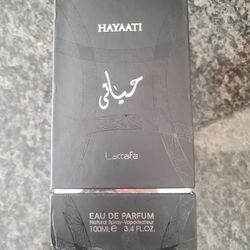 HAYAATI
حياتي
Lattafa
EAU DE PARFUM
Natural Spray-Vaporisateur
100ML℮ 3.4 FL.OZ.